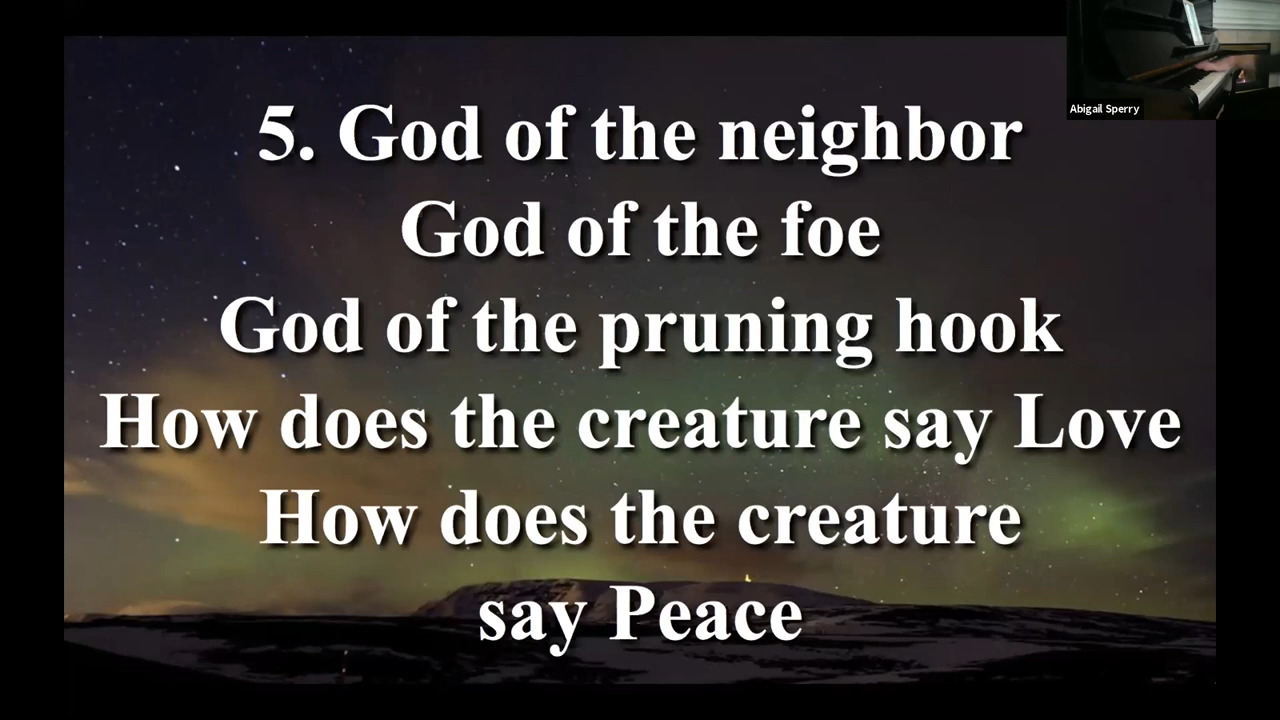 Abigail Sperry
5. God of the neighbor
God of the foe
God of the pruning hook
How does the creature say Love
How does the creature
say Peace